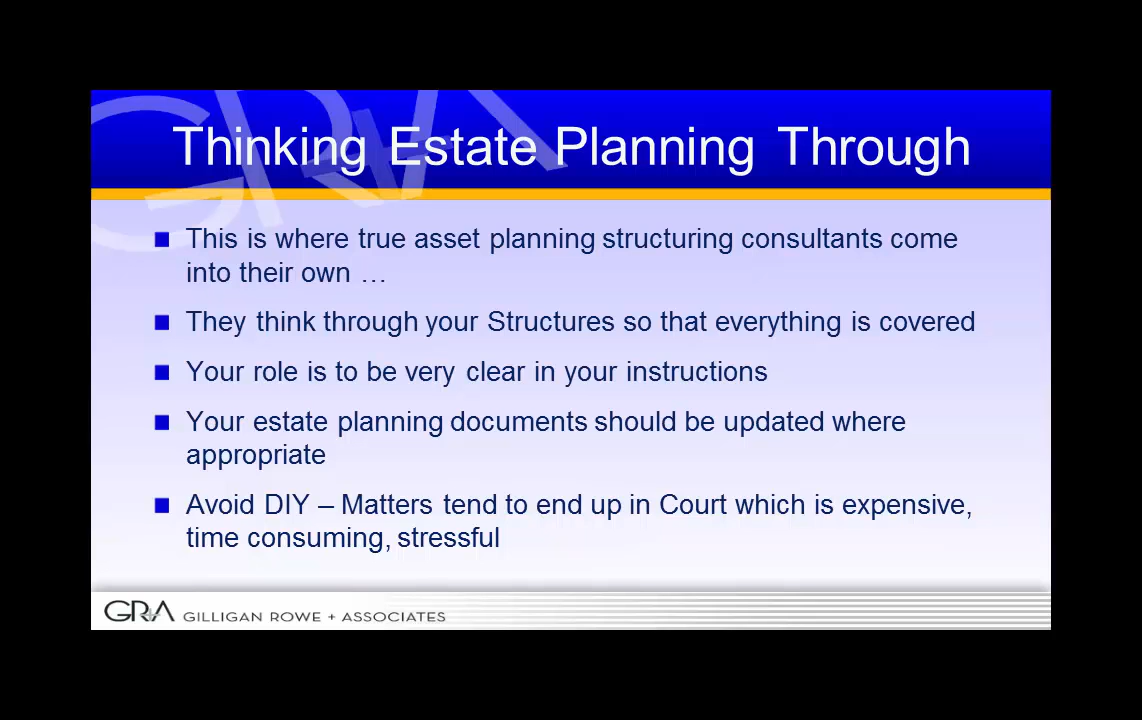 Thinking Estate Planning Through
This is where true asset planning structuring consultants come
into their own …
They think through your Structures so that everything is covered
Your role is to be very clear in your instructions
Your estate planning documents should be updated where
appropriate
Avoid DIY – Matters tend to end up in Court which is expensive,
time consuming, stressful
GRA GILLIGAN ROWE + ASSOCIATES